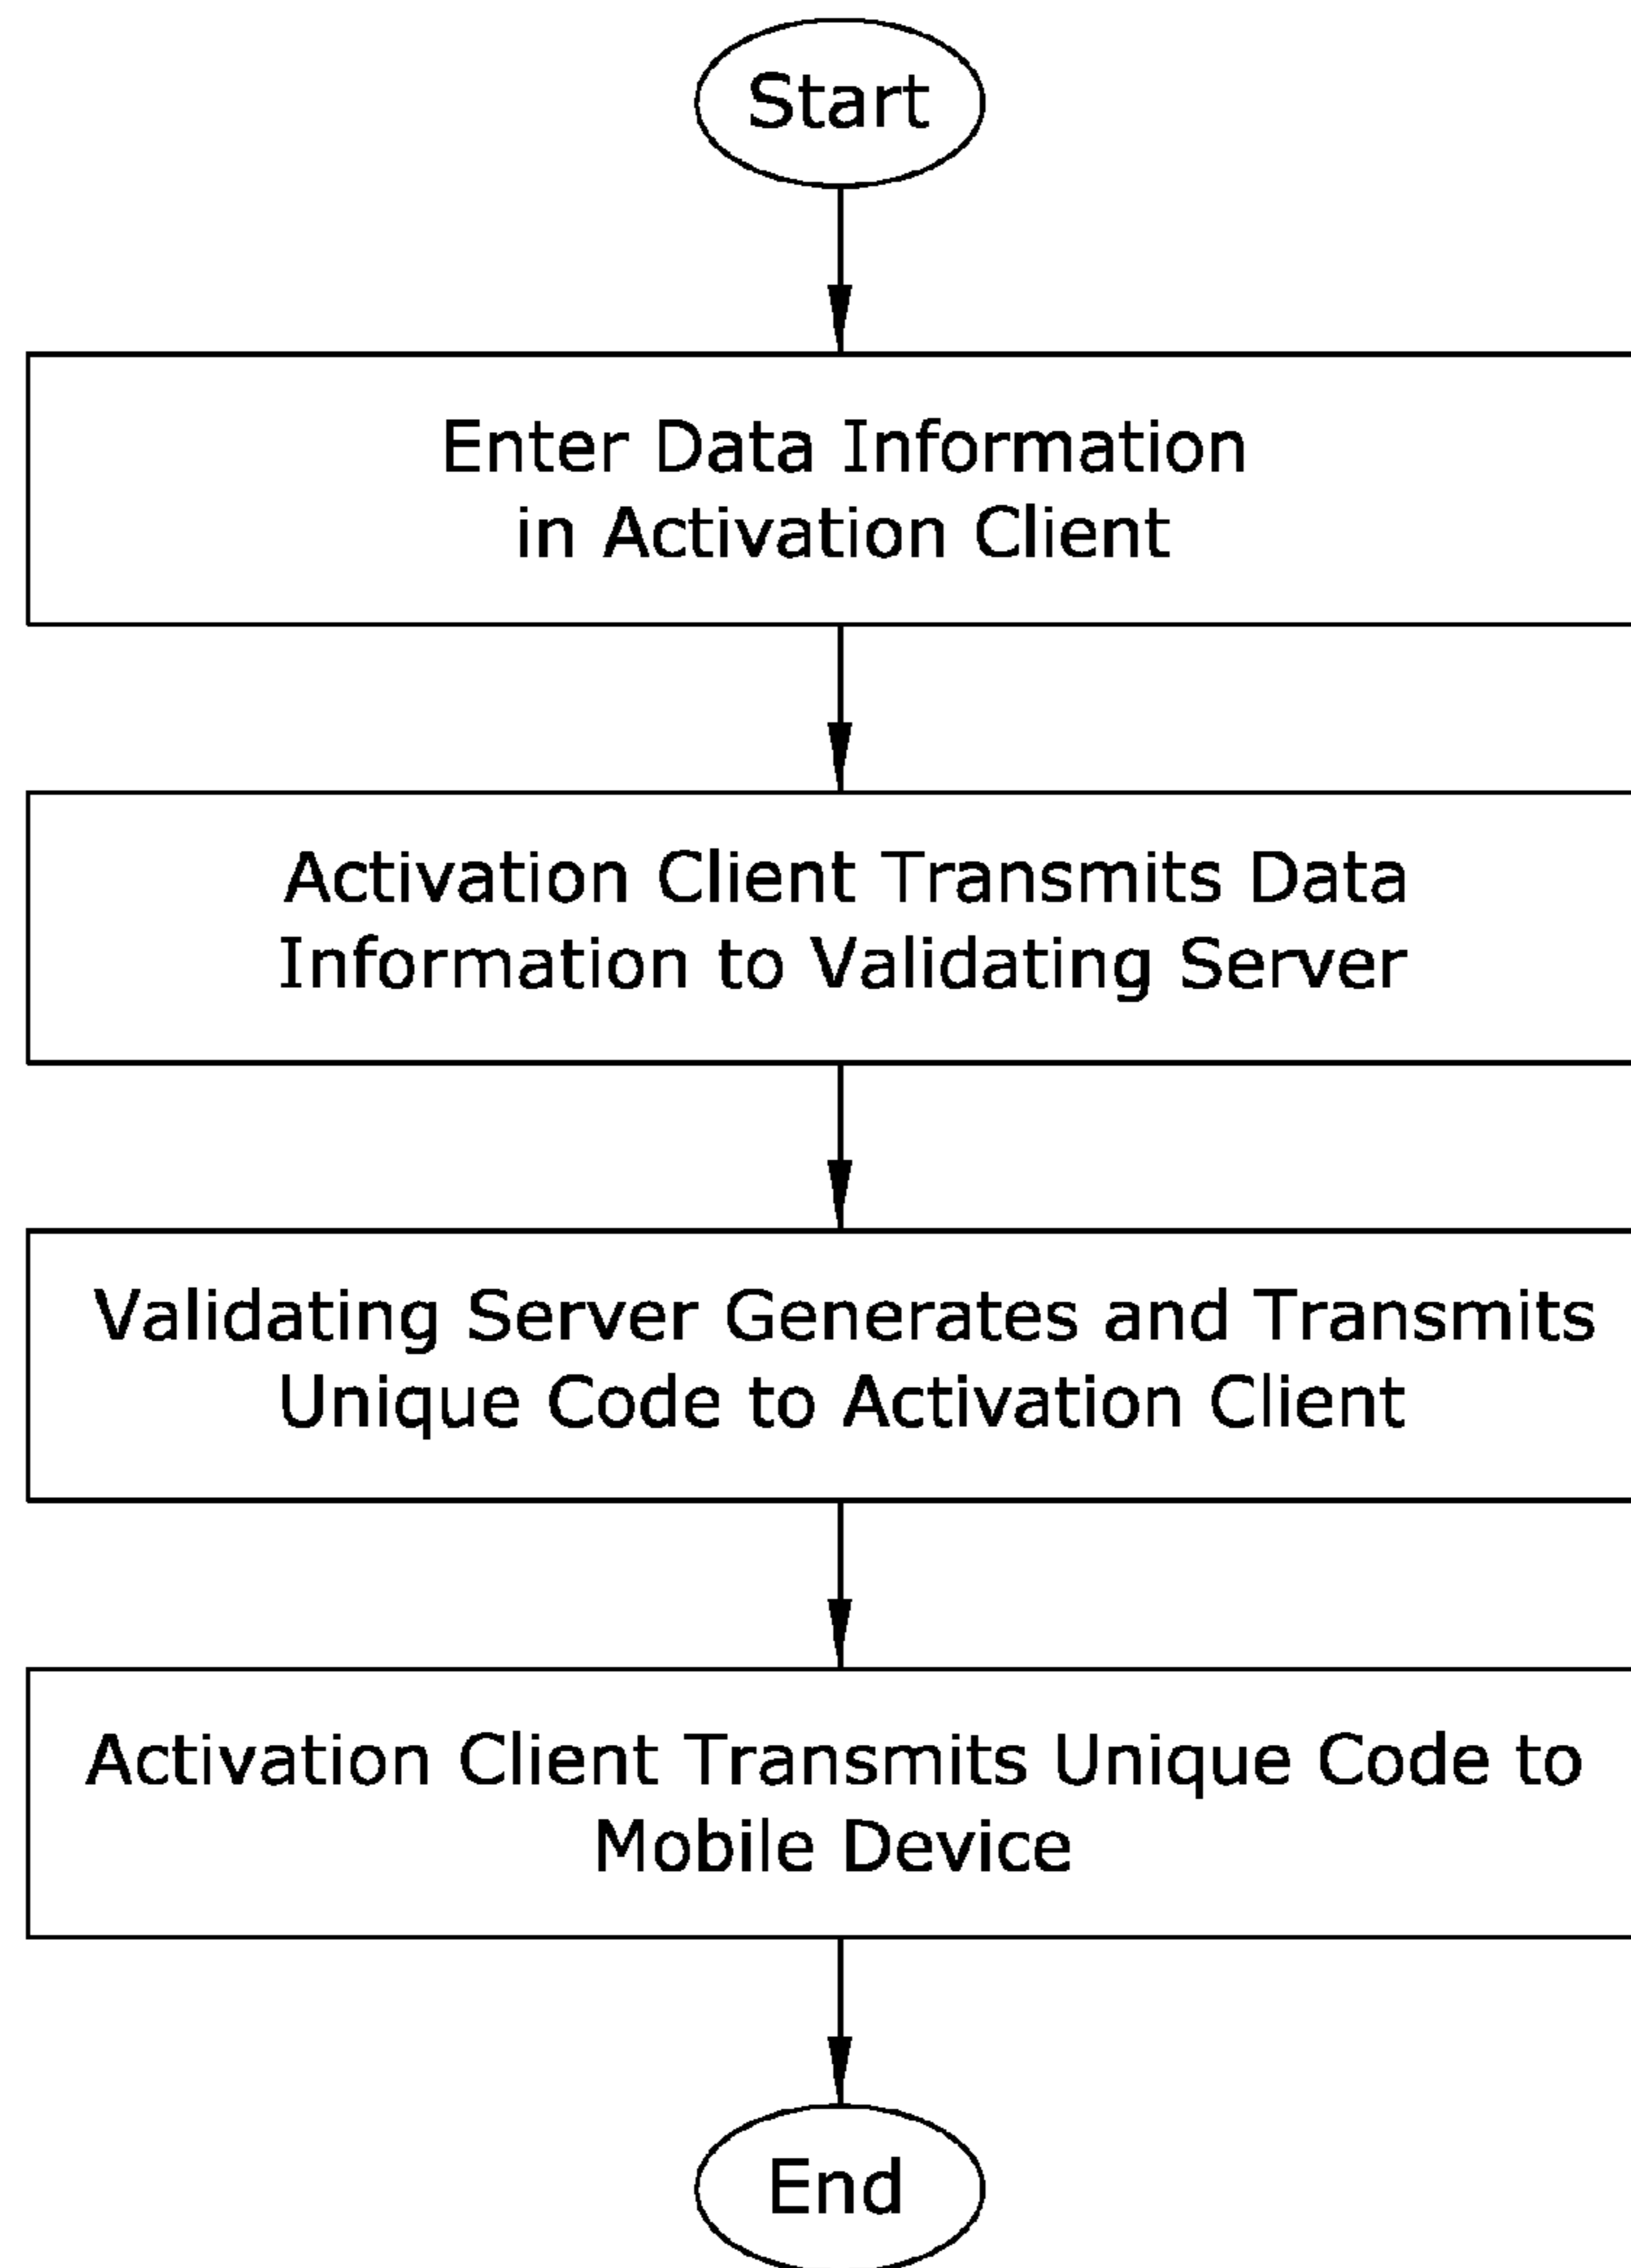 Start
Enter Data Information
in Activation Client
Activation Client Transmits Data
Information to Validating Server
Validating Server Generates and Transmits
Unique Code to Activation Client
Activation Client Transmits Unique Code to
Mobile Device
End